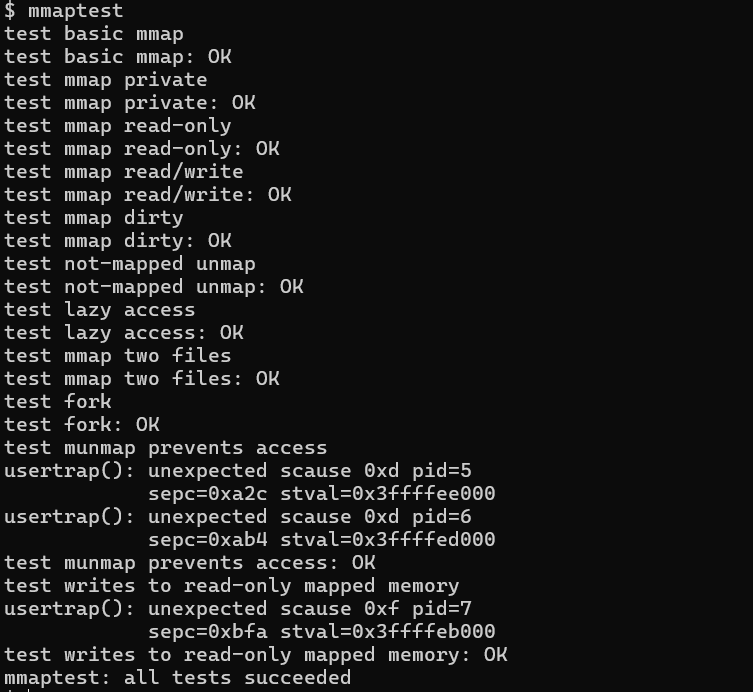 $ mmaptest
test basic mmap
test basic mmap: OK
test mmap private
test mmap private: OK
test mmap read-only
test mmap read-only: OK
test mmap read/write
test mmap read/write: OK
test mmap dirty
test mmap dirty: OK
test not-mapped unmap
test not-mapped unmap: OK
test lazy access
test lazy access: OK
test mmap two files
test mmap two files: OK
test fork
test fork: OK
test munmap prevents access
usertrap(): unexpected scause 0xd pid=5
            sepc=0xa2c stval=0x3ffffee000
usertrap(): unexpected scause 0xd pid=6
            sepc=0xab4 stval=0x3ffffed000
test munmap prevents access: OK
test writes to read-only mapped memory
usertrap(): unexpected scause 0xf pid=7
            sepc=0xbfa stval=0x3ffffeb000
test writes to read-only mapped memory: OK
mmaptest: all tests succeeded